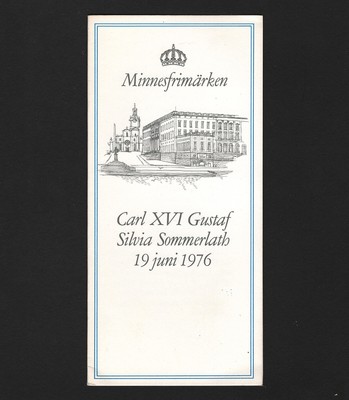 Minnesfrimärken
Carl XVI Gustaf
Silvia Sommerlath
19 juni 1976